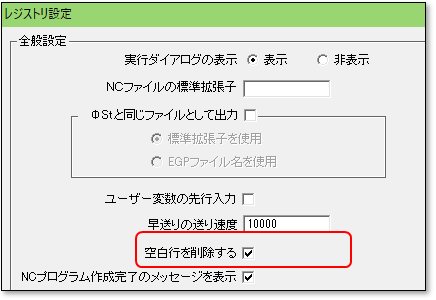 レジストリ設定
全般設定
実行ダイアログの表示 表示 非表示
NCファイルの標準拡張子
ΦStと同じファイルとして出力
標準拡張子を使用
EGPファイル名を使用
ユーザー変数の先行入力
早送りの送り速度 10000
空白行を削除する
NCプログラム作成完了のメッセージを表示